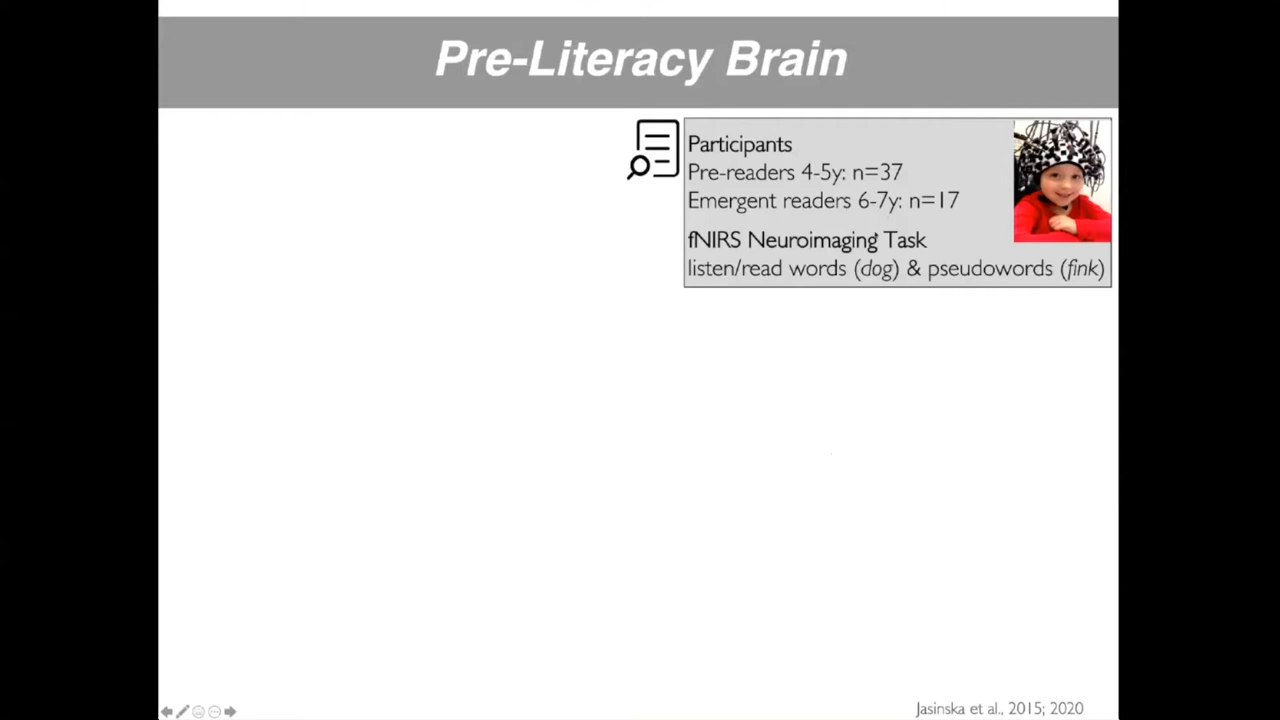 Pre-Literacy Brain
Participants
Pre-readers 4-5y: n=37
Emergent readers 6-7y: n=17
fNIRS Neuroimaging Task
listen/read words (dog) & pseudowords (fink)
Jasinska et al., 2015; 2020